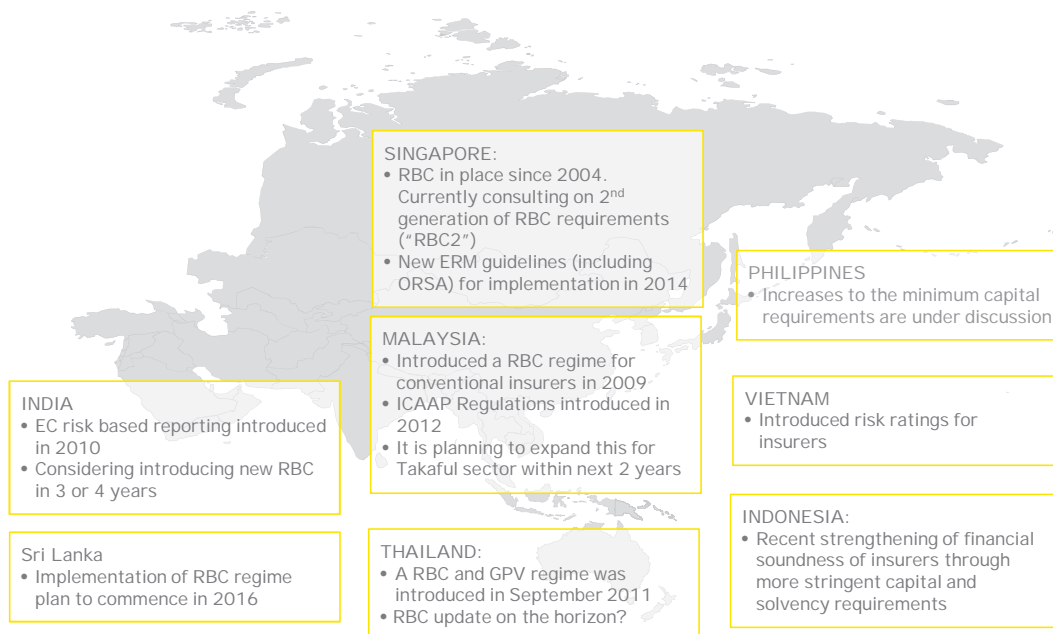 SINGAPORE:
• RBC in place since 2004.
Currently consulting on 2nd
generation of RBC requirements
(“RBC2”)
• New ERM guidelines (including
ORSA) for implementation in 2014
PHILIPPINES
• Increases to the minimum capital
requirements are under discussion
MALAYSIA:
• Introduced a RBC regime for
conventional insurers in 2009
• ICAAP Regulations introduced in
2012
• It is planning to expand this for
Takaful sector within next 2 years
INDIA
• EC risk based reporting introduced
in 2010
• Considering introducing new RBC
in 3 or 4 years
VIETNAM
• Introduced risk ratings for
insurers
Sri Lanka
• Implementation of RBC regime
plan to commence in 2016
THAILAND:
• A RBC and GPV regime was
introduced in September 2011
• RBC update on the horizon?
INDONESIA:
• Recent strengthening of financial
soundness of insurers through
more stringent capital and
solvency requirements